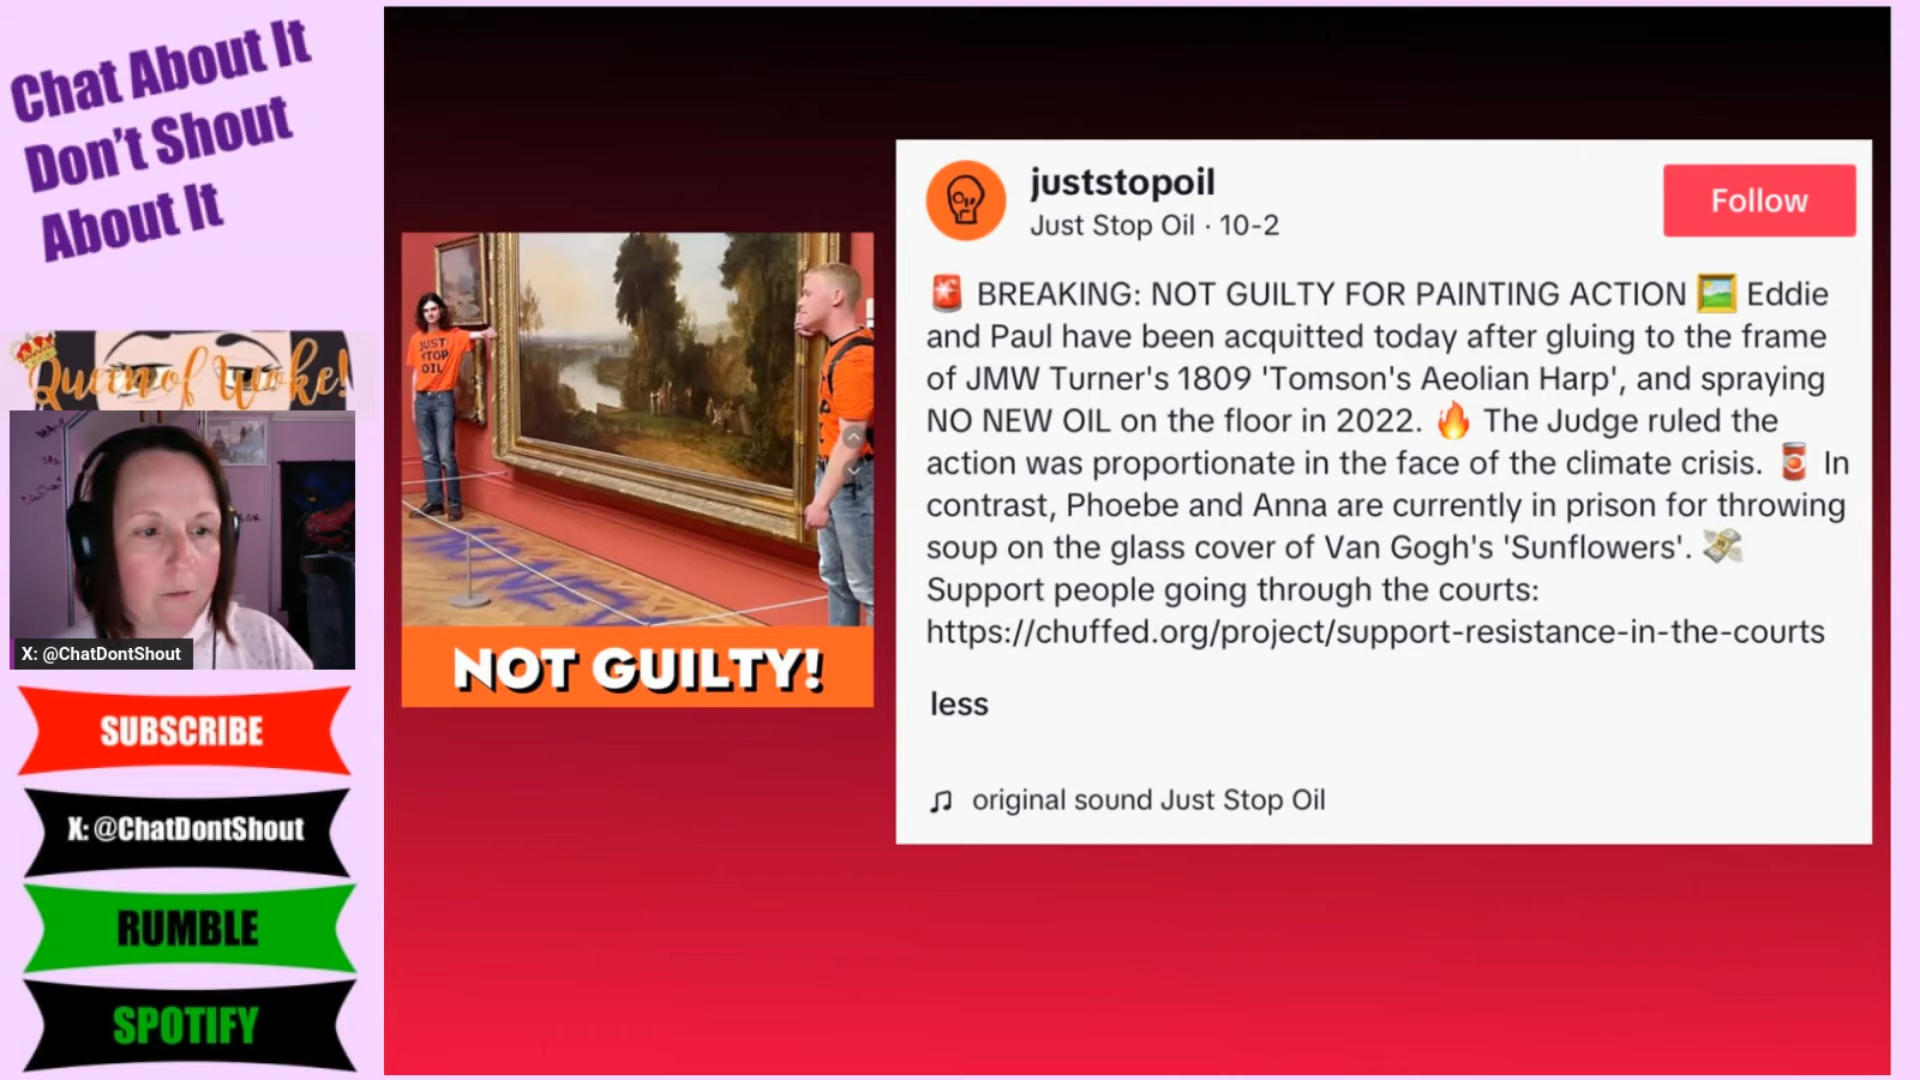 Chat About It
Don't Shout
About It
Queen of Woke!
X: @ChatDontShout
SUBSCRIBE
X: @ChatDontShout
RUMBLE
SPOTIFY
JUST
STOP
OIL
NOT GUILTY!
juststopoil
Just Stop Oil · 10-2
Follow
🚨 BREAKING: NOT GUILTY FOR PAINTING ACTION 🖼️ Eddie
and Paul have been acquitted today after gluing to the frame
of JMW Turner's 1809 'Tomson's Aeolian Harp', and spraying
NO NEW OIL on the floor in 2022. 🔥 The Judge ruled the
action was proportionate in the face of the climate crisis. 🥫 In
contrast, Phoebe and Anna are currently in prison for throwing
soup on the glass cover of Van Gogh's 'Sunflowers'. 💸
Support people going through the courts:
https://chuffed.org/project/support-resistance-in-the-courts
less
original sound Just Stop Oil